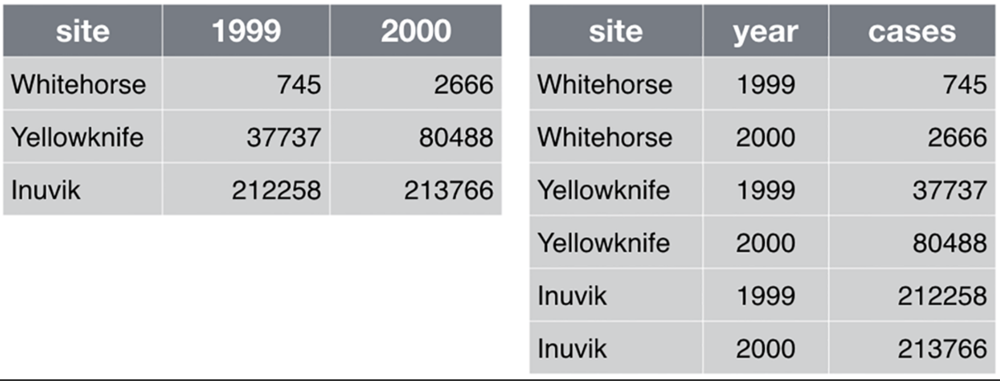 site 1999 2000
Whitehorse 745 2666
Yellowknife 37737 80488
Inuvik 212258 213766
site year cases
Whitehorse 1999 745
Whitehorse 2000 2666
Yellowknife 1999 37737
Yellowknife 2000 80488
Inuvik 1999 212258
Inuvik 2000 213766